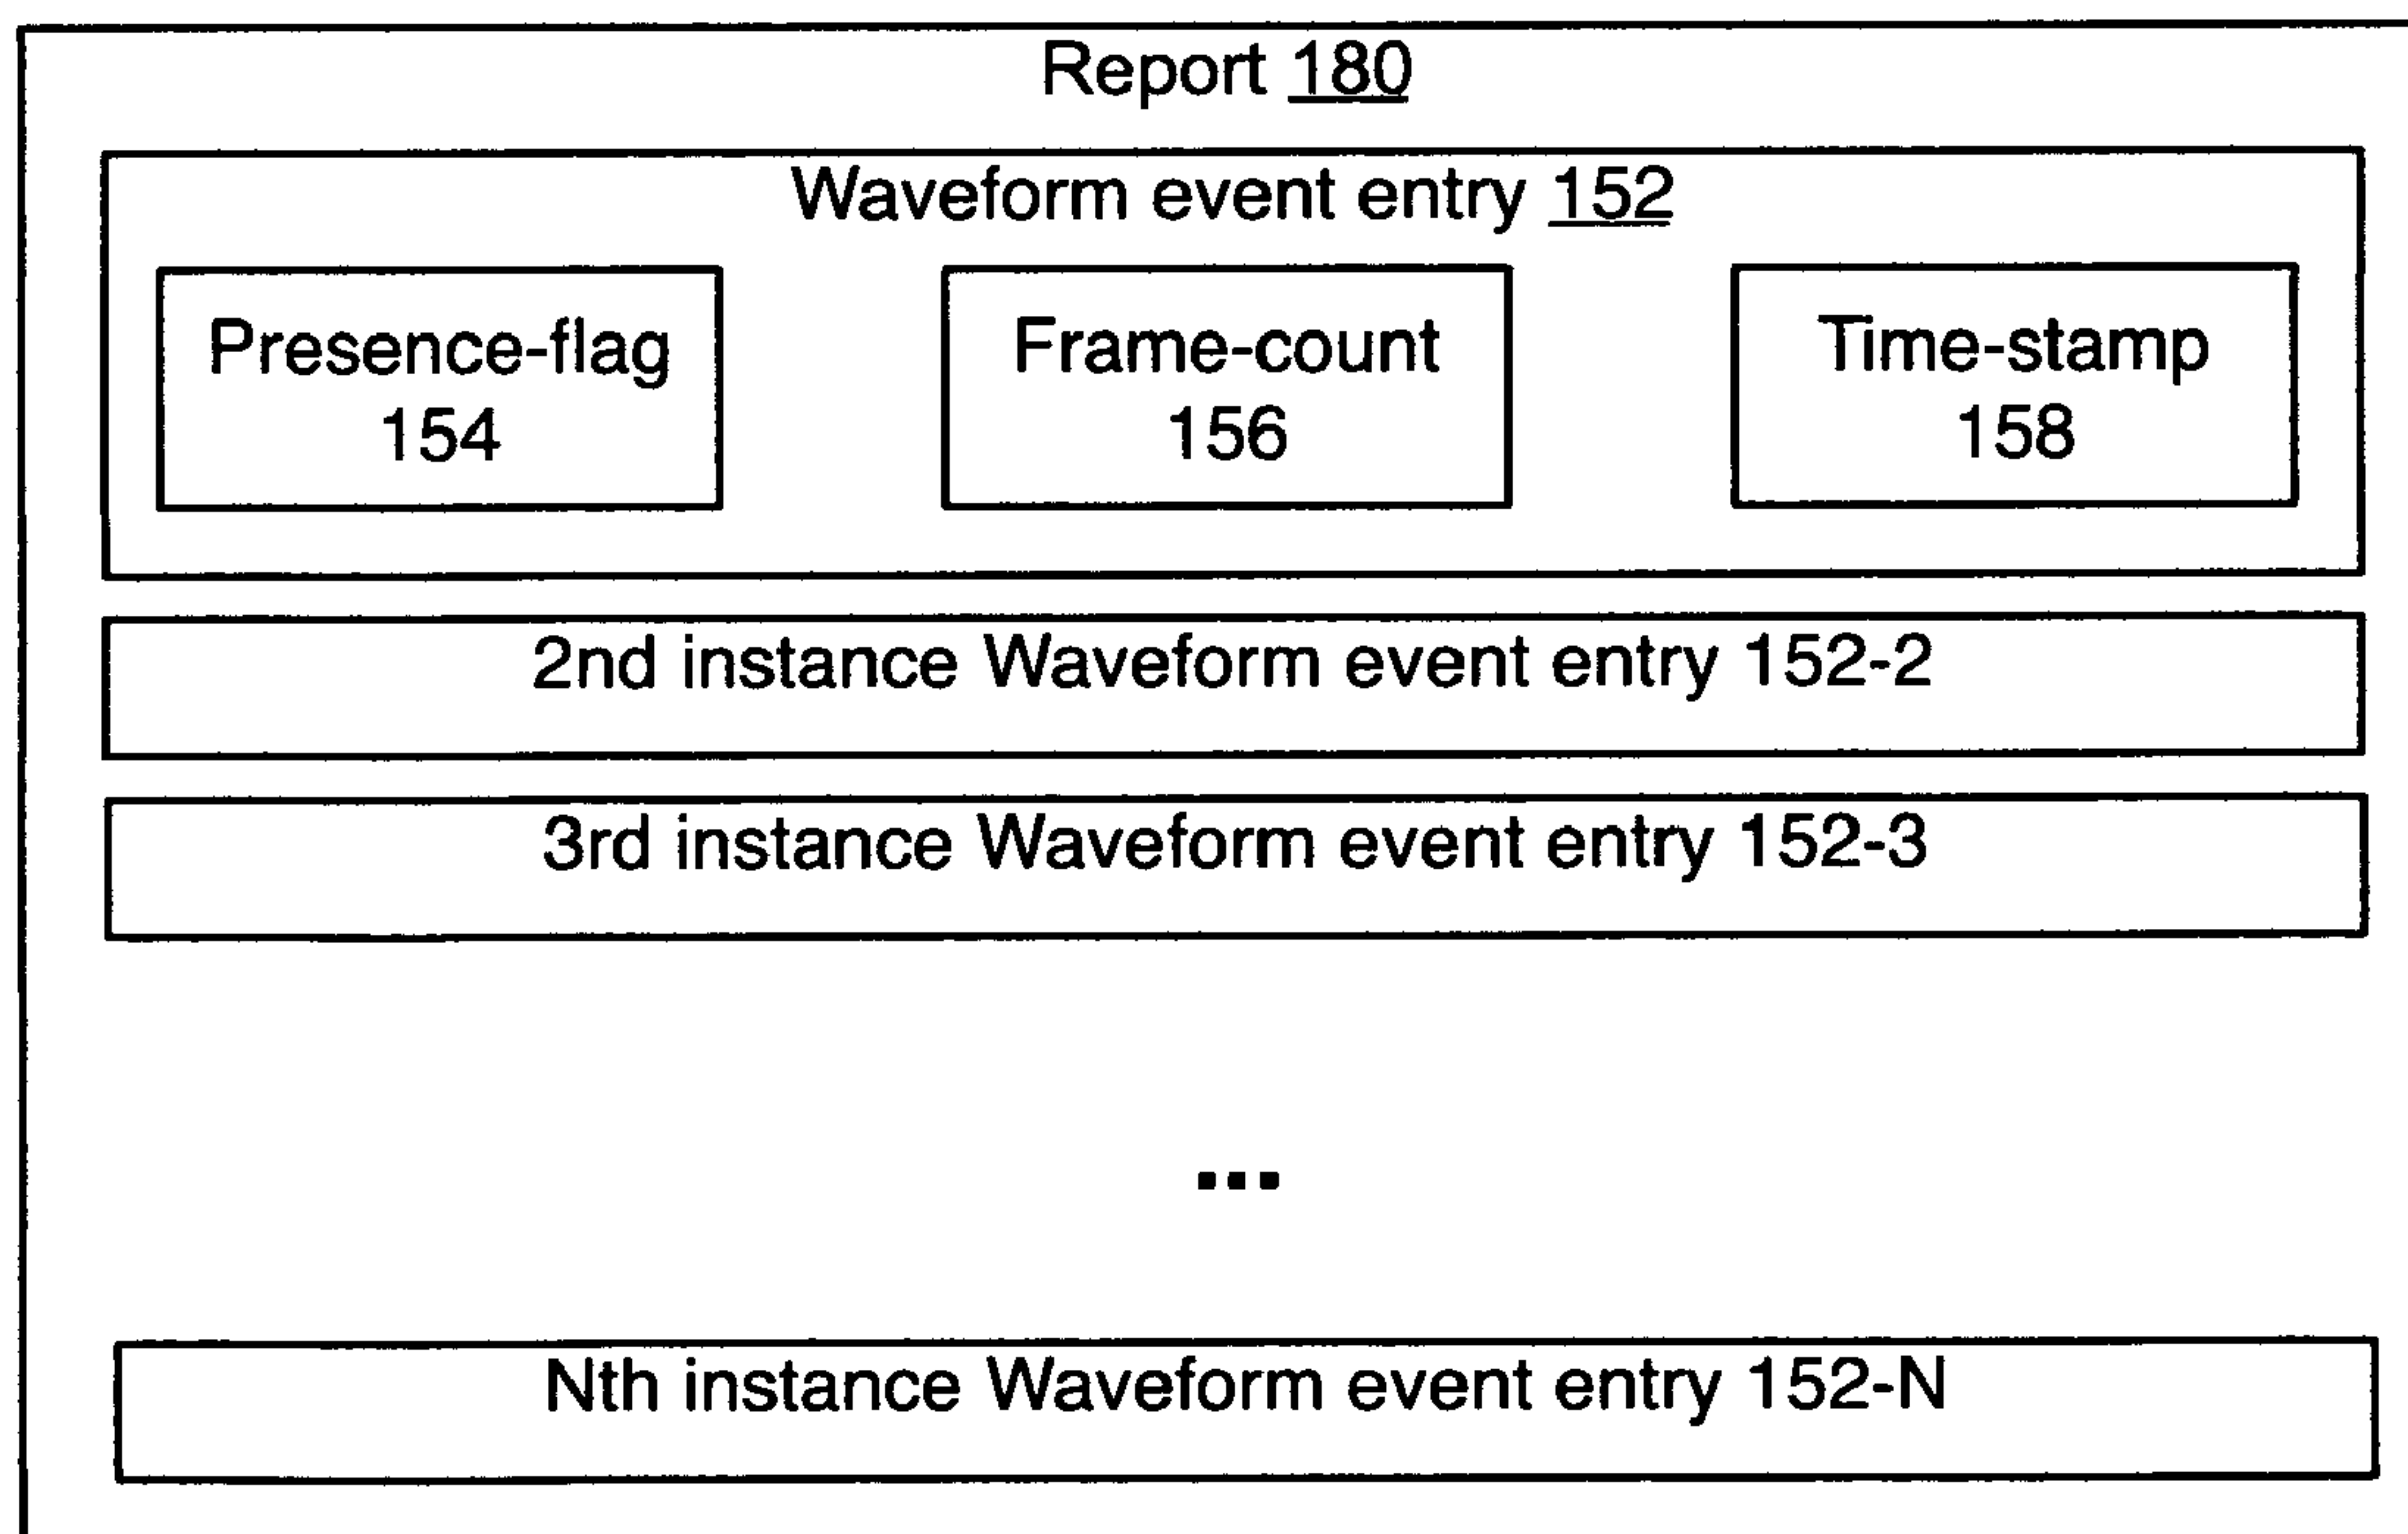 Report 180
Waveform event entry 152
Presence-flag
154
Frame-count
156
Time-stamp
158
2nd instance Waveform event entry 152-2
3rd instance Waveform event entry 152-3
...
Nth instance Waveform event entry 152-N